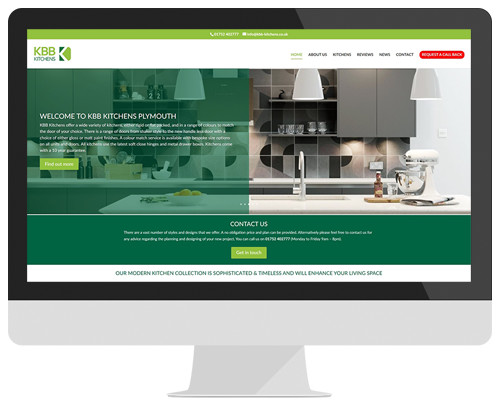 01752 402777 info@kbb-kitchens.co.uk
KBB
KITCHENS
HOME ABOUT US KITCHENS REVIEWS NEWS CONTACT REQUEST A CALL BACK
WELCOME TO KBB KITCHENS PLYMOUTH
KBB Kitchens offer a wide variety of kitchens, either rigid or flat packed, and in a range of colours to match
the door of your choice. There is a range of doors from shaker style to the new handle less door with a
choice of either gloss or matt paint finishes. A colour match service is available with bespoke size options
on all units and doors. All kitchens use the latest soft close hinges and metal drawer boxes. Kitchens come
with a 10 year guarantee.
Find out more
CONTACT US
There are a vast number of styles and designs that we offer. A no obligation price and plan can be provided. Alternatively please feel free to contact us for
any advice regarding the planning and designing of your new project. You can call us on 01752 402777 (Monday to Friday 9am – 8pm).
Get in touch
OUR MODERN KITCHEN COLLECTION IS SOPHISTICATED & TIMELESS AND WILL ENHANCE YOUR LIVING SPACE